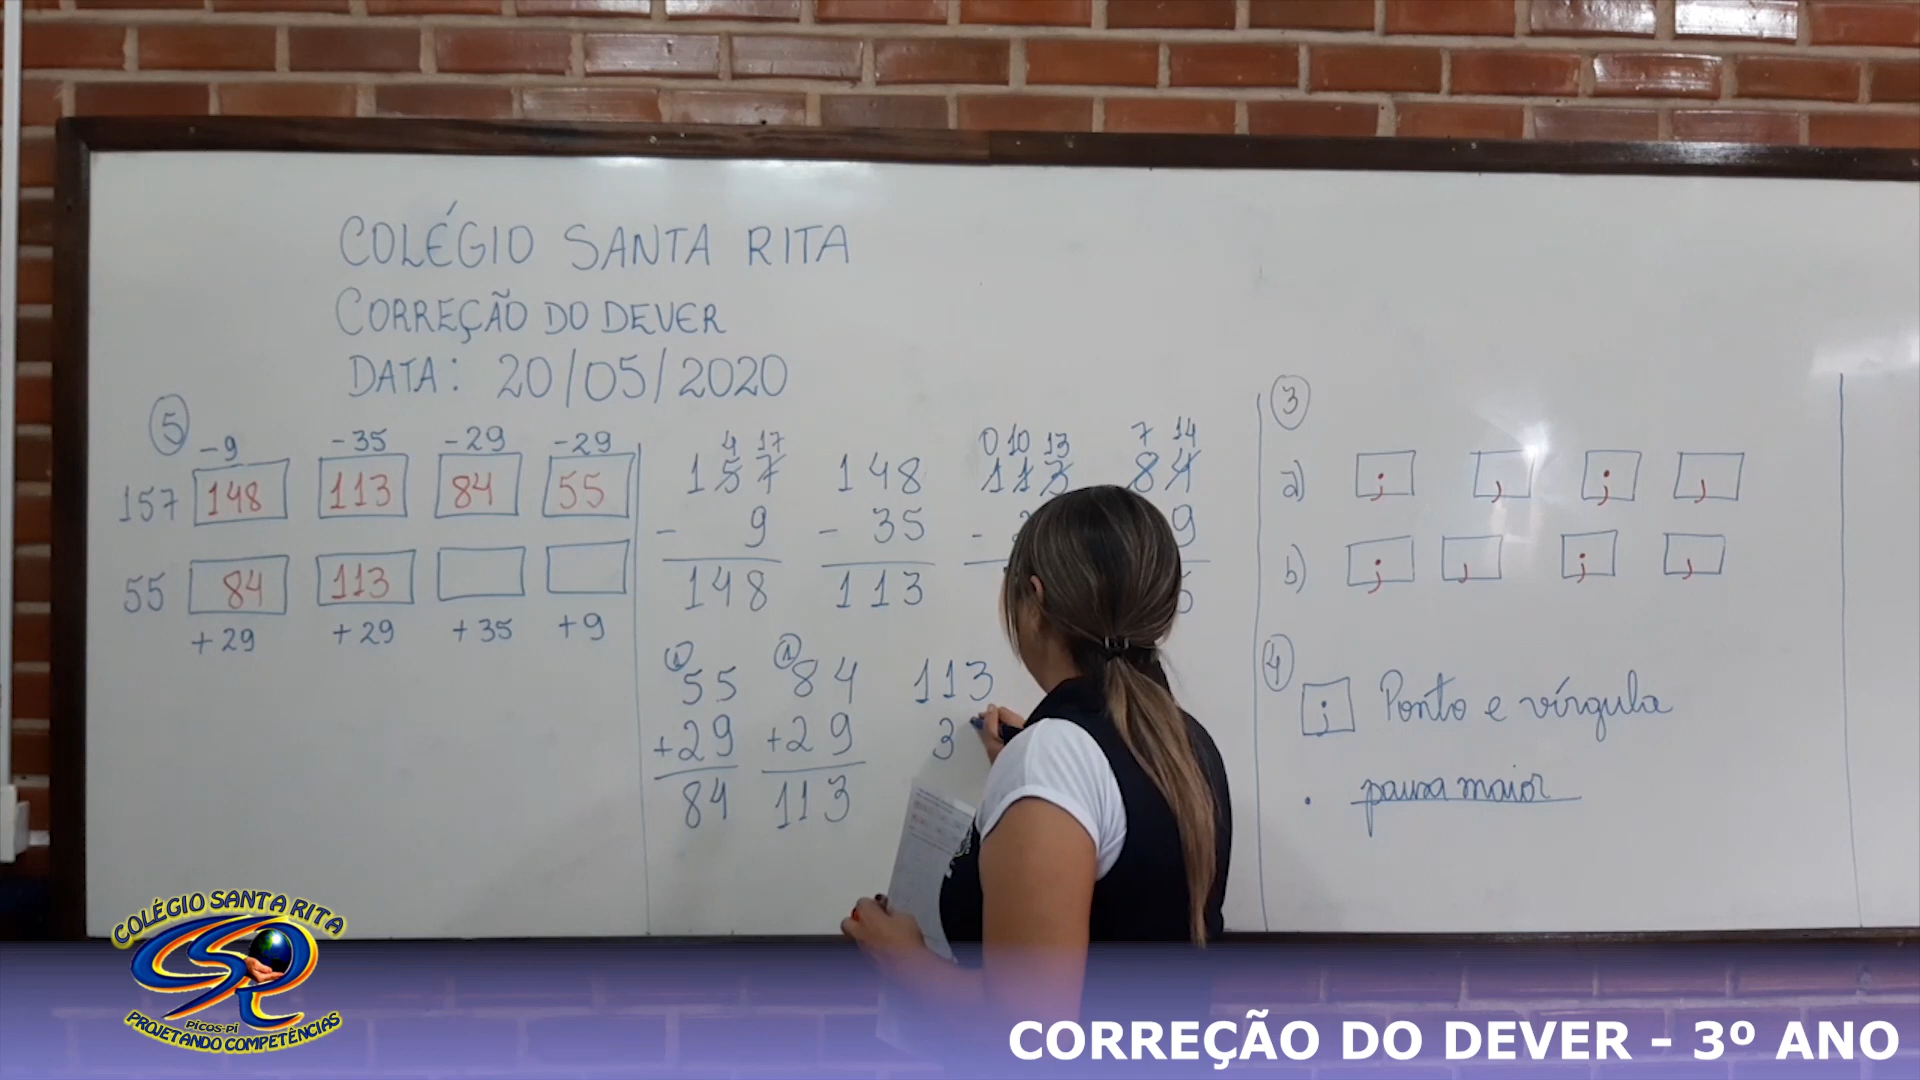 COLÉGIO SANTA RITA
CORREÇÃO DO DEVER
DATA: 20/05/2020
5
-9 -35 -29 -29
157 148 113 84 55
55 84 113
+29 +29 +35 +9
4 17
157
- 9
148
148
- 35
113
0 10 13
113
-
7 14
84
9
1
55
+29
84
1
84
+29
113
113
3
3
a) ; , ; ,
b) ; , ; ,
4
; Ponto e vírgula
. pausa maior
COLÉGIO SANTA RITA
CSR
PICOS-PI
PROJETANDO COMPETÊNCIAS
CORREÇÃO DO DEVER - 3º ANO